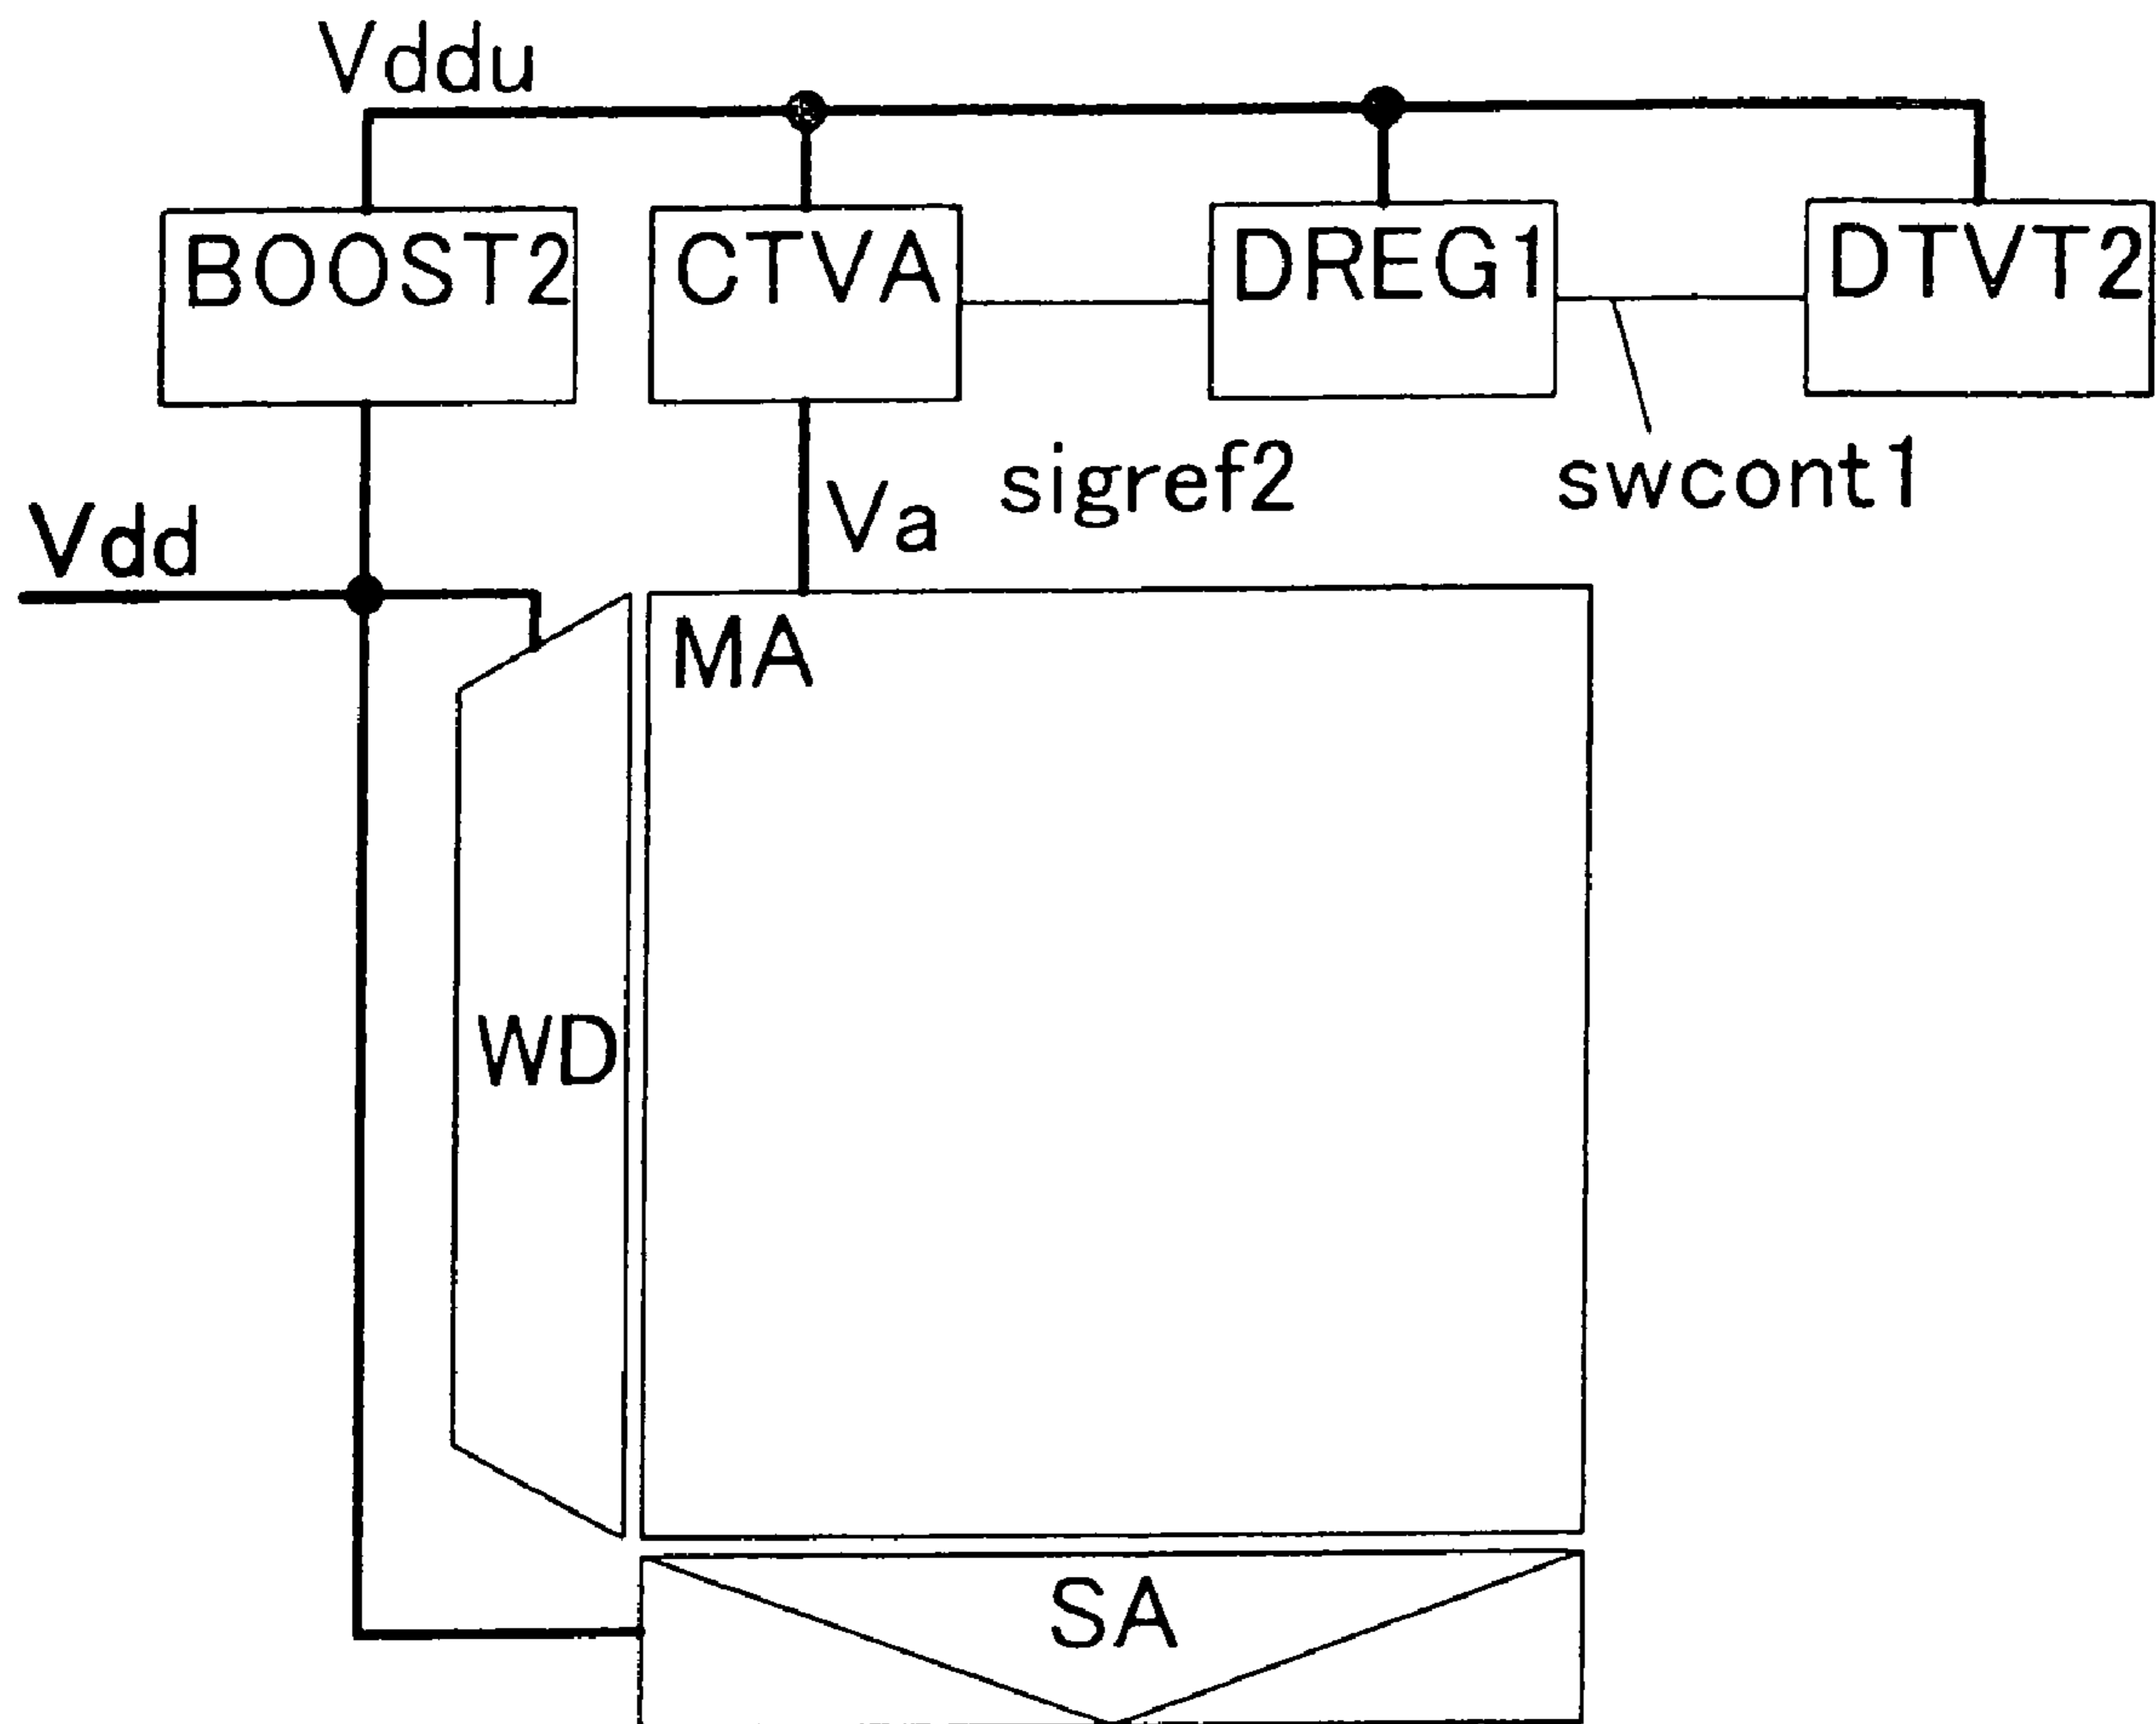 Vddu
BOOST2 CTVA DREG1 DTVT2
sigref2 swcont1
Va
Vdd
MA
WD
SA